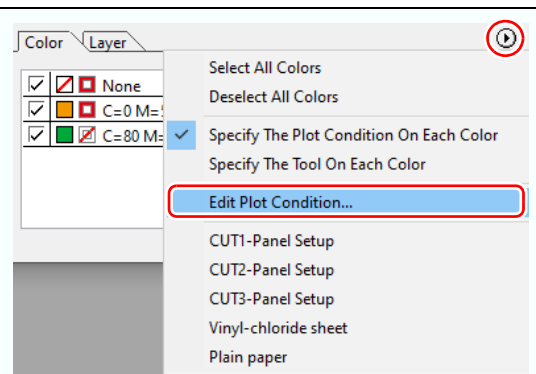 Color Layer
None
C=0 M=
C=80 M=
Select All Colors
Deselect All Colors
Specify The Plot Condition On Each Color
Specify The Tool On Each Color
Edit Plot Condition...
CUT1-Panel Setup
CUT2-Panel Setup
CUT3-Panel Setup
Vinyl-chloride sheet
Plain paper